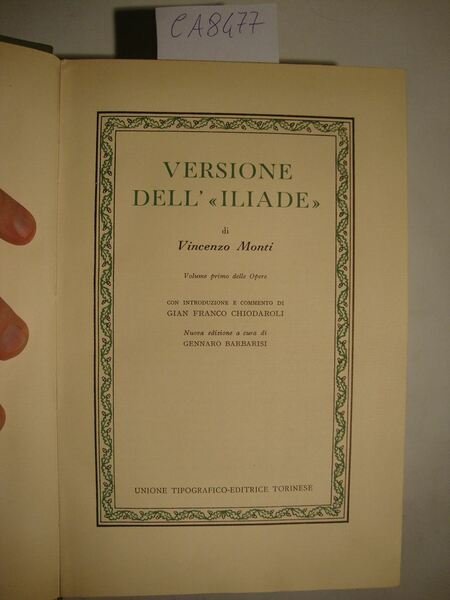 CA8477
VERSIONE
DELL' «ILIADE»
di
Vincenzo Monti
Volume primo delle Opere
CON INTRODUZIONE E COMMENTO DI
GIAN FRANCO CHIODAROLI
Nuova edizione a cura di
GENNARO BARBARISI
UNIONE TIPOGRAFICO-EDITRICE TORINESE